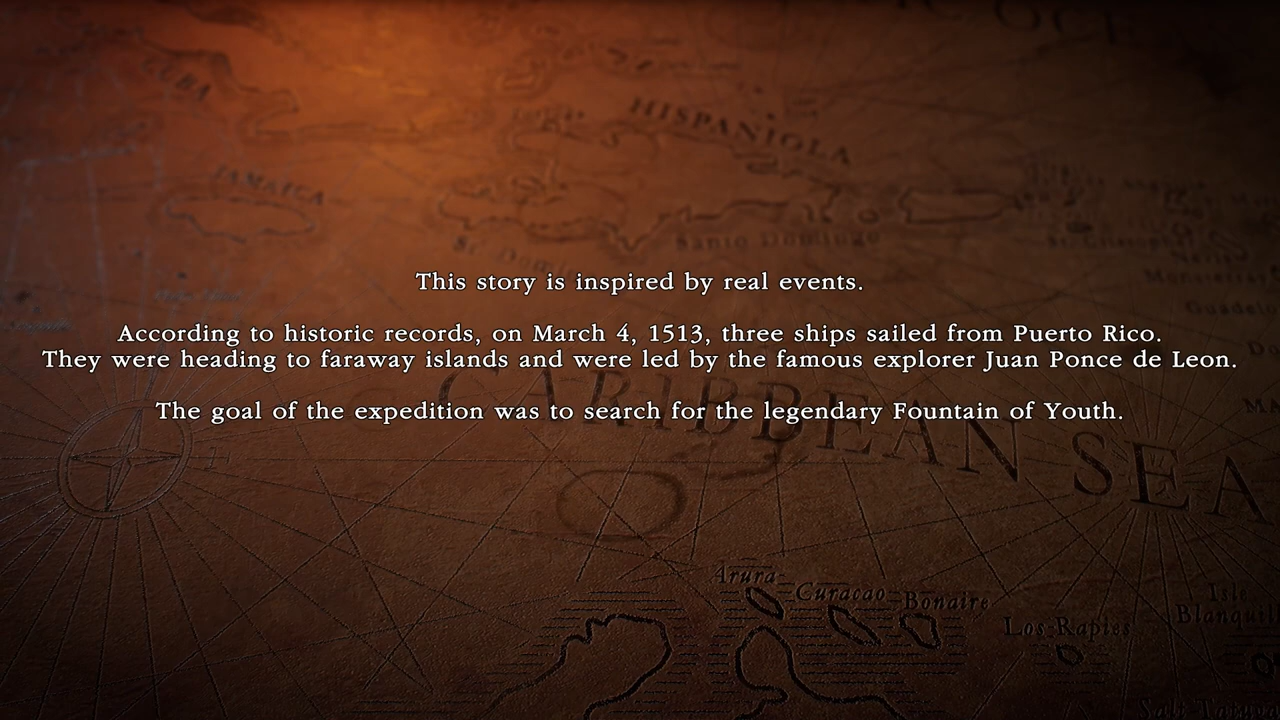 CUBA
HISPANIOLA
JAMAICA
Santo Domingo
This story is inspired by real events.
According to historic records, on March 4, 1513, three ships sailed from Puerto Rico.
They were heading to faraway islands and were led by the famous explorer Juan Ponce de Leon.
The goal of the expedition was to search for the legendary Fountain of Youth.
CARIBBEAN SEA
Arura
Curacao
Bonaire
Los Rapies
Isle